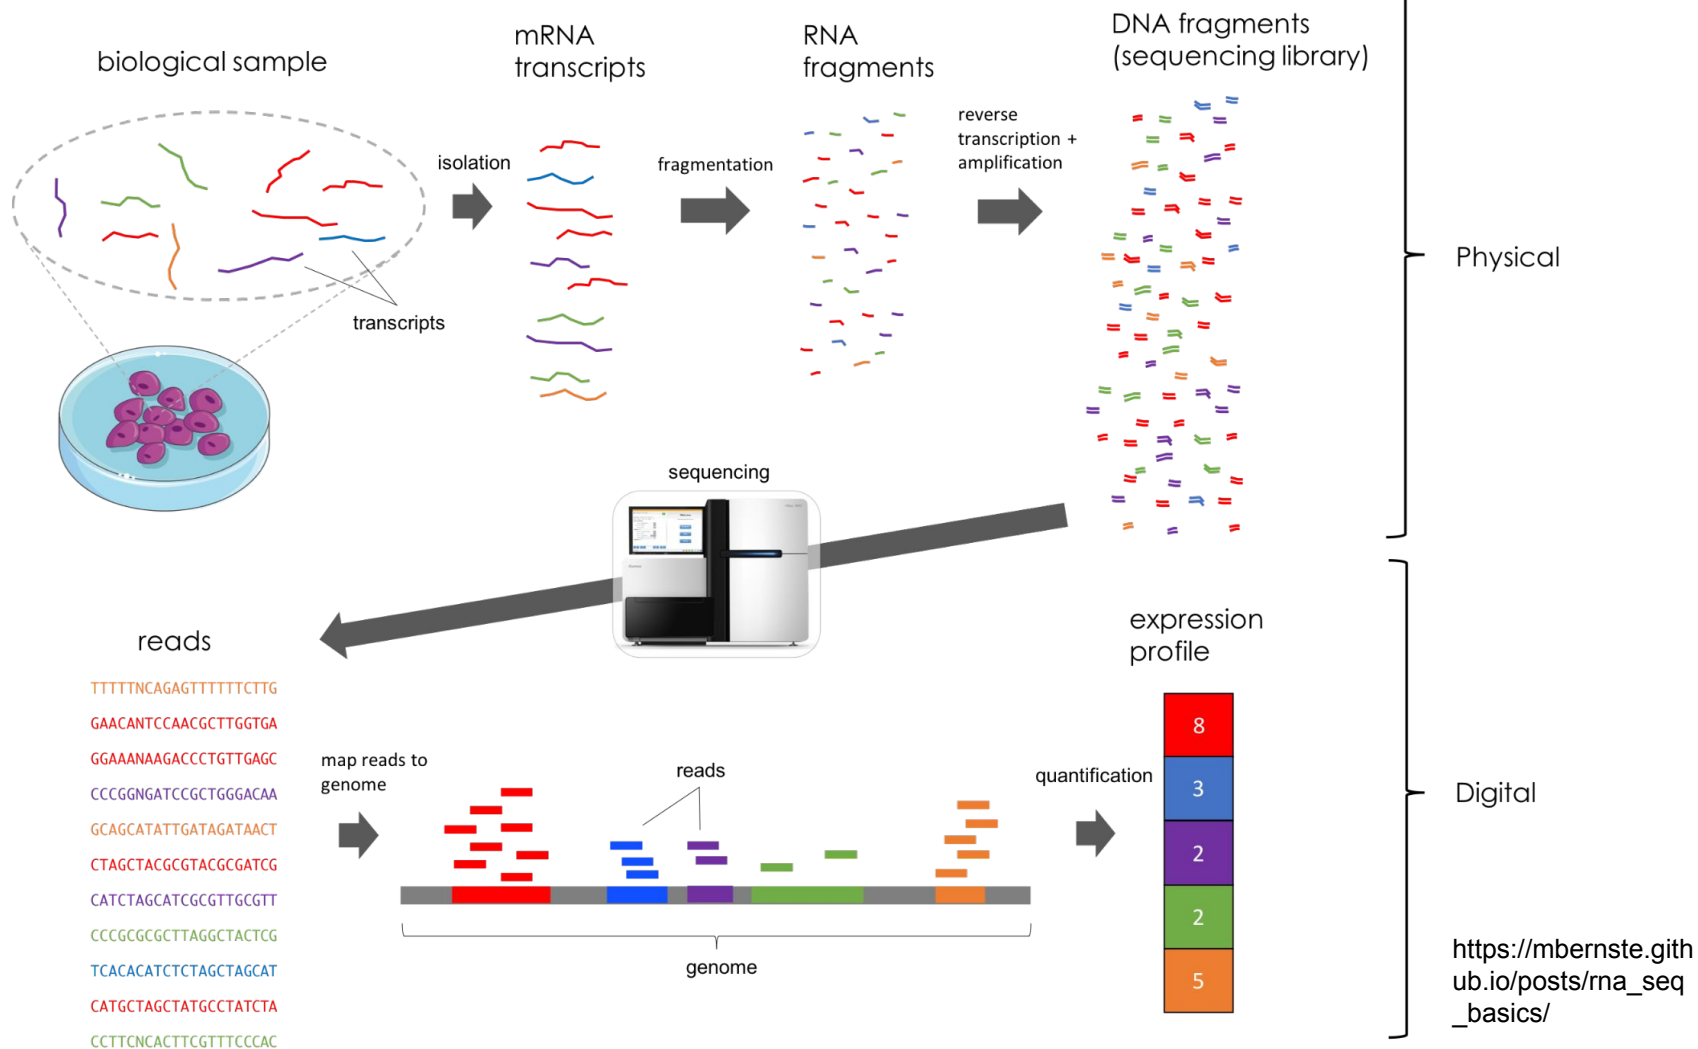 biological sample
mRNA
transcripts
RNA
fragments
DNA fragments
(sequencing library)
isolation
fragmentation
reverse
transcription +
amplification
transcripts
Physical
sequencing
reads
TTTTTNCAGAGTTTTTTCTTG
GAACANTCCAACGCTTGGTGA
GGAAANAAGACCCTGTTGAGC
CCCGGNGATCCGCTGGGACAA
GCAGCATATTGATAGATAACT
CTAGCTACGCGTACGCGATCG
CATCTAGCATCGCGTTGCGTT
CCCGCGCGCTTAGGCTACTCG
TCACACATCTCTAGCTAGCAT
CATGCTAGCTATGCCTATCTA
CCTTCNCACTTCGTTTCCCAC
map reads to
genome
reads
genome
quantification
expression
profile
8
3
2
2
5
Digital
https://mbernste.gith
ub.io/posts/rna_seq
_basics/